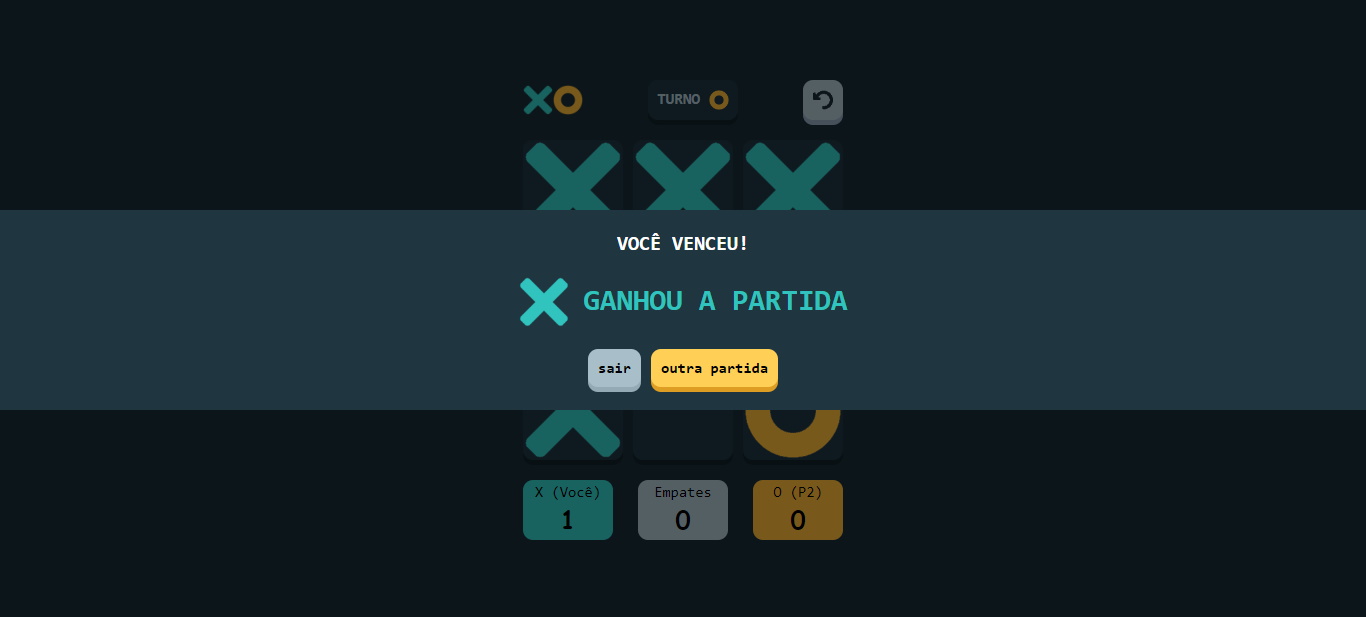 TURNO
VOCÊ VENCEU!
GANHOU A PARTIDA
sair outra partida
X (Você) Empates O (P2)
1 0 0